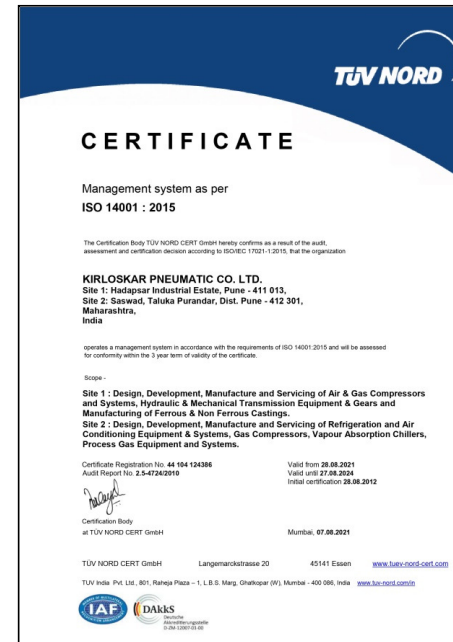 TÜV NORD
CERTIFICATE
Management system as per
ISO 14001 : 2015
The Certification Body TÜV NORD CERT GmbH hereby confirms as a result of the audit,
assessment and certification decision according to ISO/IEC 17021-1:2015, that the organization
KIRLOSKAR PNEUMATIC CO. LTD.
Site 1: Hadapsar Industrial Estate, Pune - 411 013,
Site 2: Saswad, Taluka Purandar, Dist. Pune - 412 301,
Maharashtra,
India
operates a management system in accordance with the requirements of ISO 14001:2015 and will be assessed
for conformity within the 3 year term of validity of the certificate.
Scope -
Site 1 : Design, Development, Manufacture and Servicing of Air & Gas Compressors
and Systems, Hydraulic & Mechanical Transmission Equipment & Gears and
Manufacturing of Ferrous & Non Ferrous Castings.
Site 2 : Design, Development, Manufacture and Servicing of Refrigeration and Air
Conditioning Equipment & Systems, Gas Compressors, Vapour Absorption Chillers,
Process Gas Equipment and Systems.
Certificate Registration No. 44 104 124386 Valid from 28.08.2021
Audit Report No. 2.5-4724/2010 Valid until 27.08.2024
Initial certification 28.08.2012
Certification Body
at TÜV NORD CERT GmbH Mumbai, 07.08.2021
TÜV NORD CERT GmbH Langemarckstrasse 20 45141 Essen www.tuev-nord-cert.com
TUV India Pvt. Ltd., 801, Raheja Plaza – 1, L.B.S. Marg, Ghatkopar (W), Mumbai - 400 086, India www.tuv-nord.com/in
IAF
DAkkS
Deutsche
Akkreditierungsstelle
D-ZM-12007-01-00